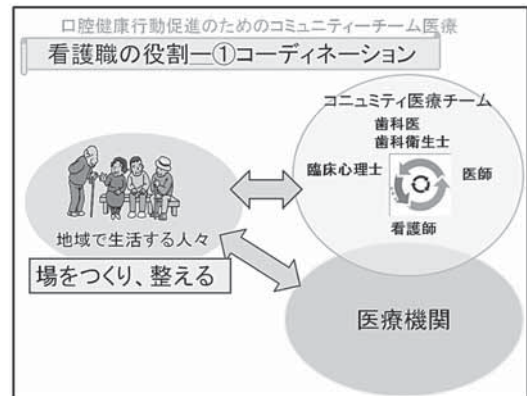 口腔健康行動促進のためのコミュニティーチーム医療
看護職の役割―①コーディネーション
コニュミティ医療チーム
歯科医
歯科衛生士
臨床心理士
医師
看護師
地域で生活する人々
場をつくり、整える
医療機関